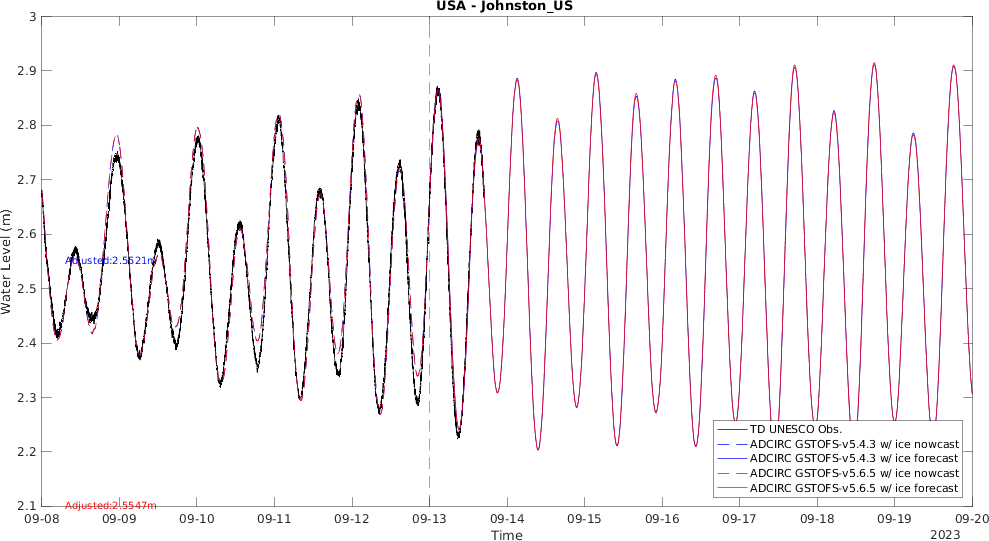 USA - Johnston_US
3
2.9
2.8
2.7
2.6
2.5
2.4
2.3
2.2
2.1
Water Level (m)
Adjusted:2.5521m
Adjusted:2.5547m
TD UNESCO Obs.
ADCIRC GSTOFS-v5.4.3 w/ ice nowcast
ADCIRC GSTOFS-v5.4.3 w/ ice forecast
ADCIRC GSTOFS-v5.6.5 w/ ice nowcast
ADCIRC GSTOFS-v5.6.5 w/ ice forecast
09-08 09-09 09-10 09-11 09-12 09-13 09-14 09-15 09-16 09-17 09-18 09-19 09-20
Time
2023